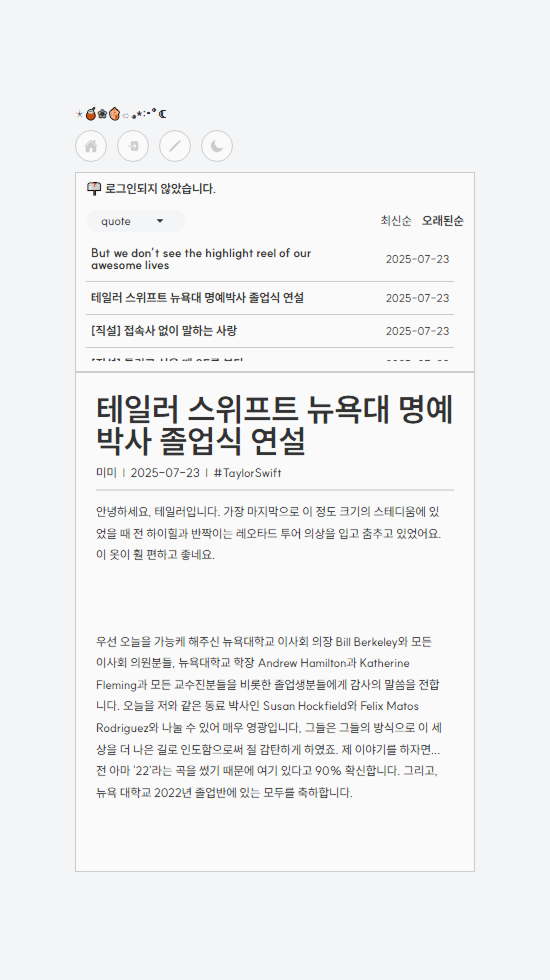 로그인되지 않았습니다.
quote
최신순 오래된순
But we don't see the highlight reel of our
awesome lives
2025-07-23
테일러 스위프트 뉴욕대 명예박사 졸업식 연설 2025-07-23
[직설] 접속사 없이 말하는 사랑 2025-07-23
테일러 스위프트 뉴욕대 명예
박사 졸업식 연설
미미 | 2025-07-23 | #TaylorSwift
안녕하세요, 테일러입니다. 가장 마지막으로 이 정도 크기의 스테디움에 있
었을 때 전 하이힐과 반짝이는 레오타드 투어 의상을 입고 춤추고 있었어요.
이 옷이 훨 편하고 좋네요.
우선 오늘을 가능케 해주신 뉴욕대학교 이사회 의장 Bill Berkeley와 모든
이사회 의원분들, 뉴욕대학교 학장 Andrew Hamilton과 Katherine
Fleming과 모든 교수진분들을 비롯한 졸업생분들에게 감사의 말씀을 전합
니다. 오늘을 저와 같은 동료 박사인 Susan Hockfield와 Felix Matos
Rodriguez와 나눌 수 있어 매우 영광입니다, 그들은 그들의 방식으로 이 세
상을 더 나은 길로 인도함으로써 질 감탄하게 하였죠. 제 이야기를 하자면...
전 아마 '22'라는 곡을 썼기 때문에 여기 있다고 90% 확신합니다. 그리고,
뉴욕 대학교 2022년 졸업반에 있는 모두를 축하합니다.